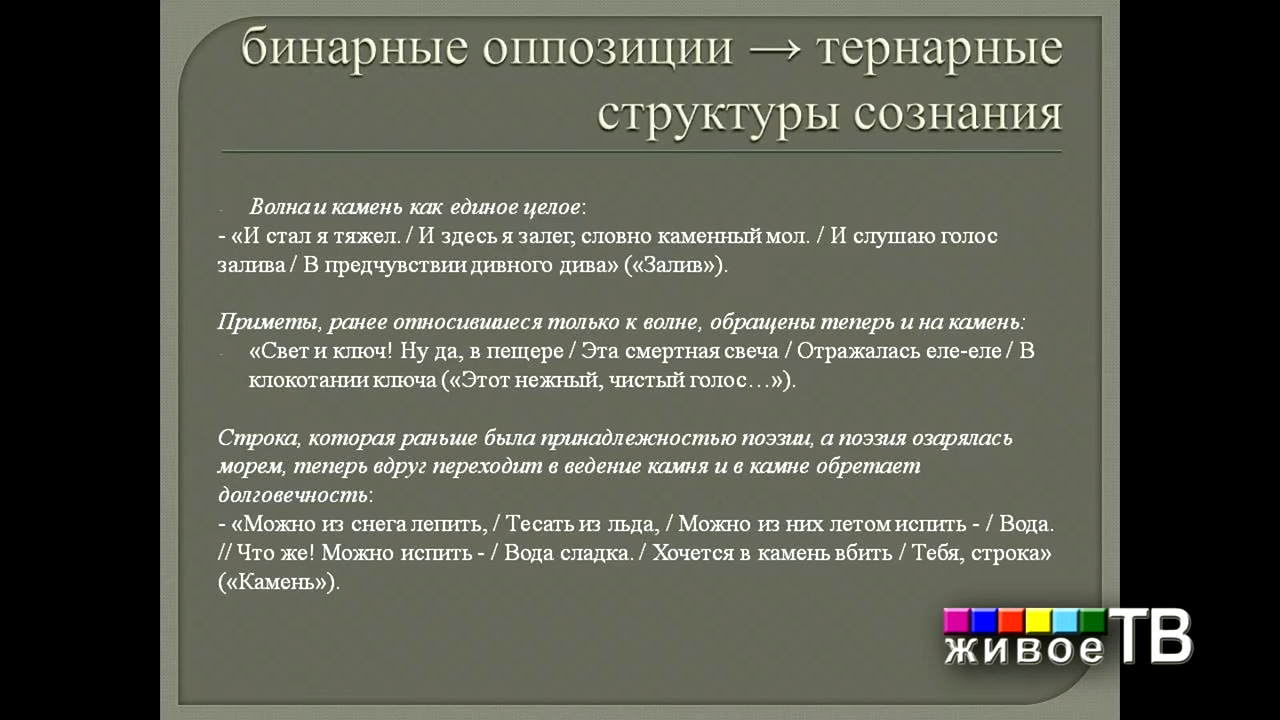 бинарные оппозиции → тернарные
структуры сознания
- Волна и камень как единое целое:
- «И стал я тяжел. / И здесь я залег, словно каменный мол. / И слушаю голос
залива / В предчувствии дивного дива» («Залив»).
Приметы, ранее относившиеся только к волне, обращены теперь и на камень:
- «Свет и ключ! Ну да, в пещере / Эта смертная свеча / Отражалась еле-еле / В
клокотании ключа («Этот нежный, чистый голос…»).
Строка, которая раньше была принадлежностью поэзии, а поэзия озарялась
морем, теперь вдруг переходит в ведение камня и в камне обретает
долговечность:
- «Можно из снега лепить, / Тесать из льда, / Можно из них летом испить - / Вода.
// Что же! Можно испить - / Вода сладка. / Хочется в камень вбить / Тебя, строка»
(«Камень»).
живое ТВ